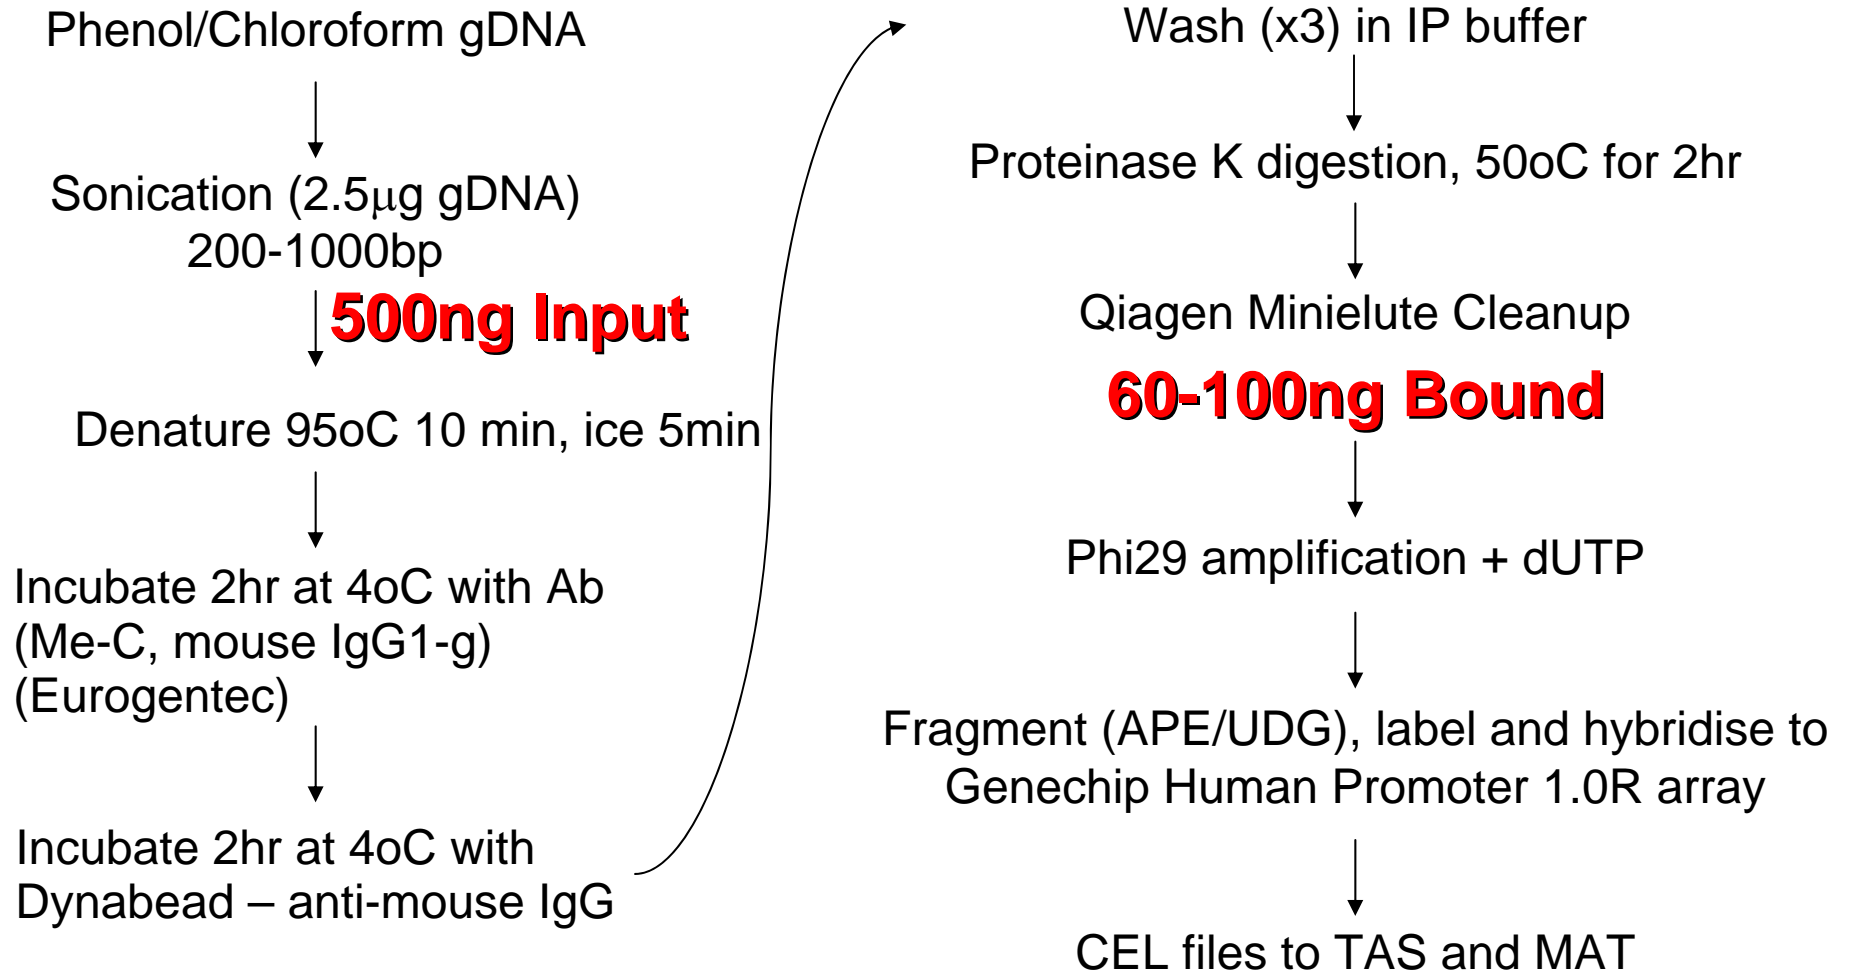 Phenol/Chloroform gDNA
Sonication (2.5μg gDNA)
200-1000bp
500ng Input
Denature 95oC 10 min, ice 5min
Incubate 2hr at 4oC with Ab
(Me-C, mouse IgG1-g)
(Eurogentec)
Incubate 2hr at 4oC with
Dynabead – anti-mouse IgG
Wash (x3) in IP buffer
Proteinase K digestion, 50oC for 2hr
Qiagen Minielute Cleanup
60-100ng Bound
Phi29 amplification + dUTP
Fragment (APE/UDG), label and hybridise to
Genechip Human Promoter 1.0R array
CEL files to TAS and MAT